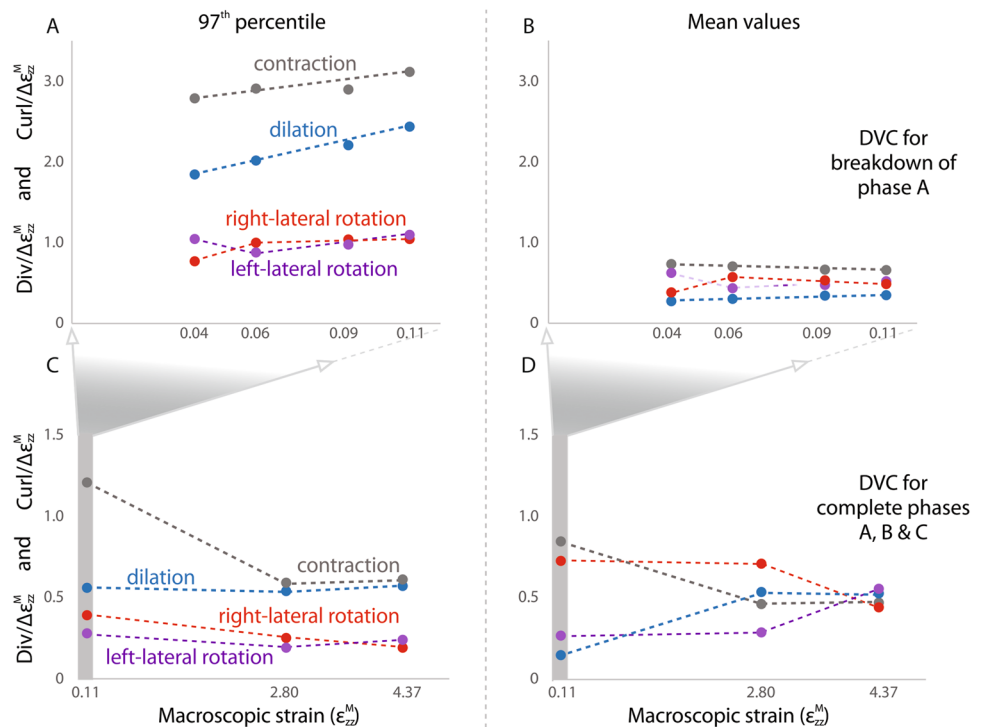 A
97th percentile
B
Mean values
Div/Δε^M_zz and Curl/Δε^M_zz
3.0
2.0
1.0
0
contraction
dilation
right-lateral rotation
left-lateral rotation
0.04
0.06
0.09
0.11
3.0
2.0
1.0
0
DVC for
breakdown of
phase A
0.04
0.06
0.09
0.11
C
Div/Δε^M_zz and Curl/Δε^M_zz
1.5
1.0
0.5
0
contraction
dilation
right-lateral rotation
left-lateral rotation
0.11
2.80
4.37
Macroscopic strain (ε^M_zz)
D
1.5
1.0
0.5
0
DVC for
complete phases
A, B & C
0.11
2.80
4.37
Macroscopic strain (ε^M_zz)